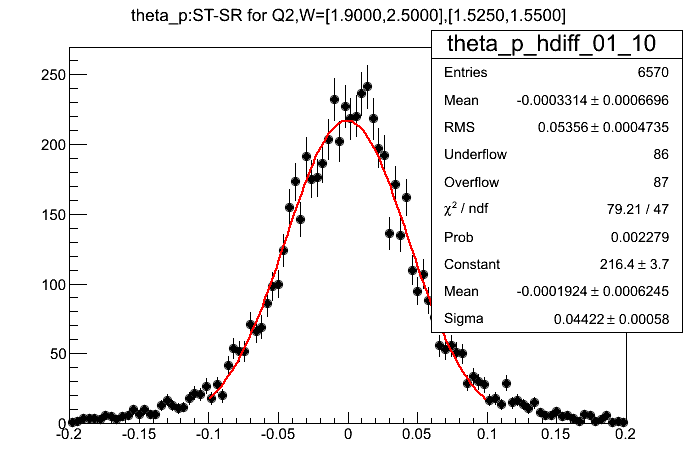 theta_p:ST-SR for Q2,W=[1.9000,2.5000],[1.5250,1.5500]
theta_p_hdiff_01_10
Entries 6570
Mean -0.0003314 ± 0.0006696
RMS 0.05356 ± 0.0004735
Underflow 86
Overflow 87
χ² / ndf 79.21 / 47
Prob 0.002279
Constant 216.4 ± 3.7
Mean -0.0001924 ± 0.0006245
Sigma 0.04422 ± 0.00058
250
200
150
100
50
0
-0.2 -0.15 -0.1 -0.05 0 0.05 0.1 0.15 0.2